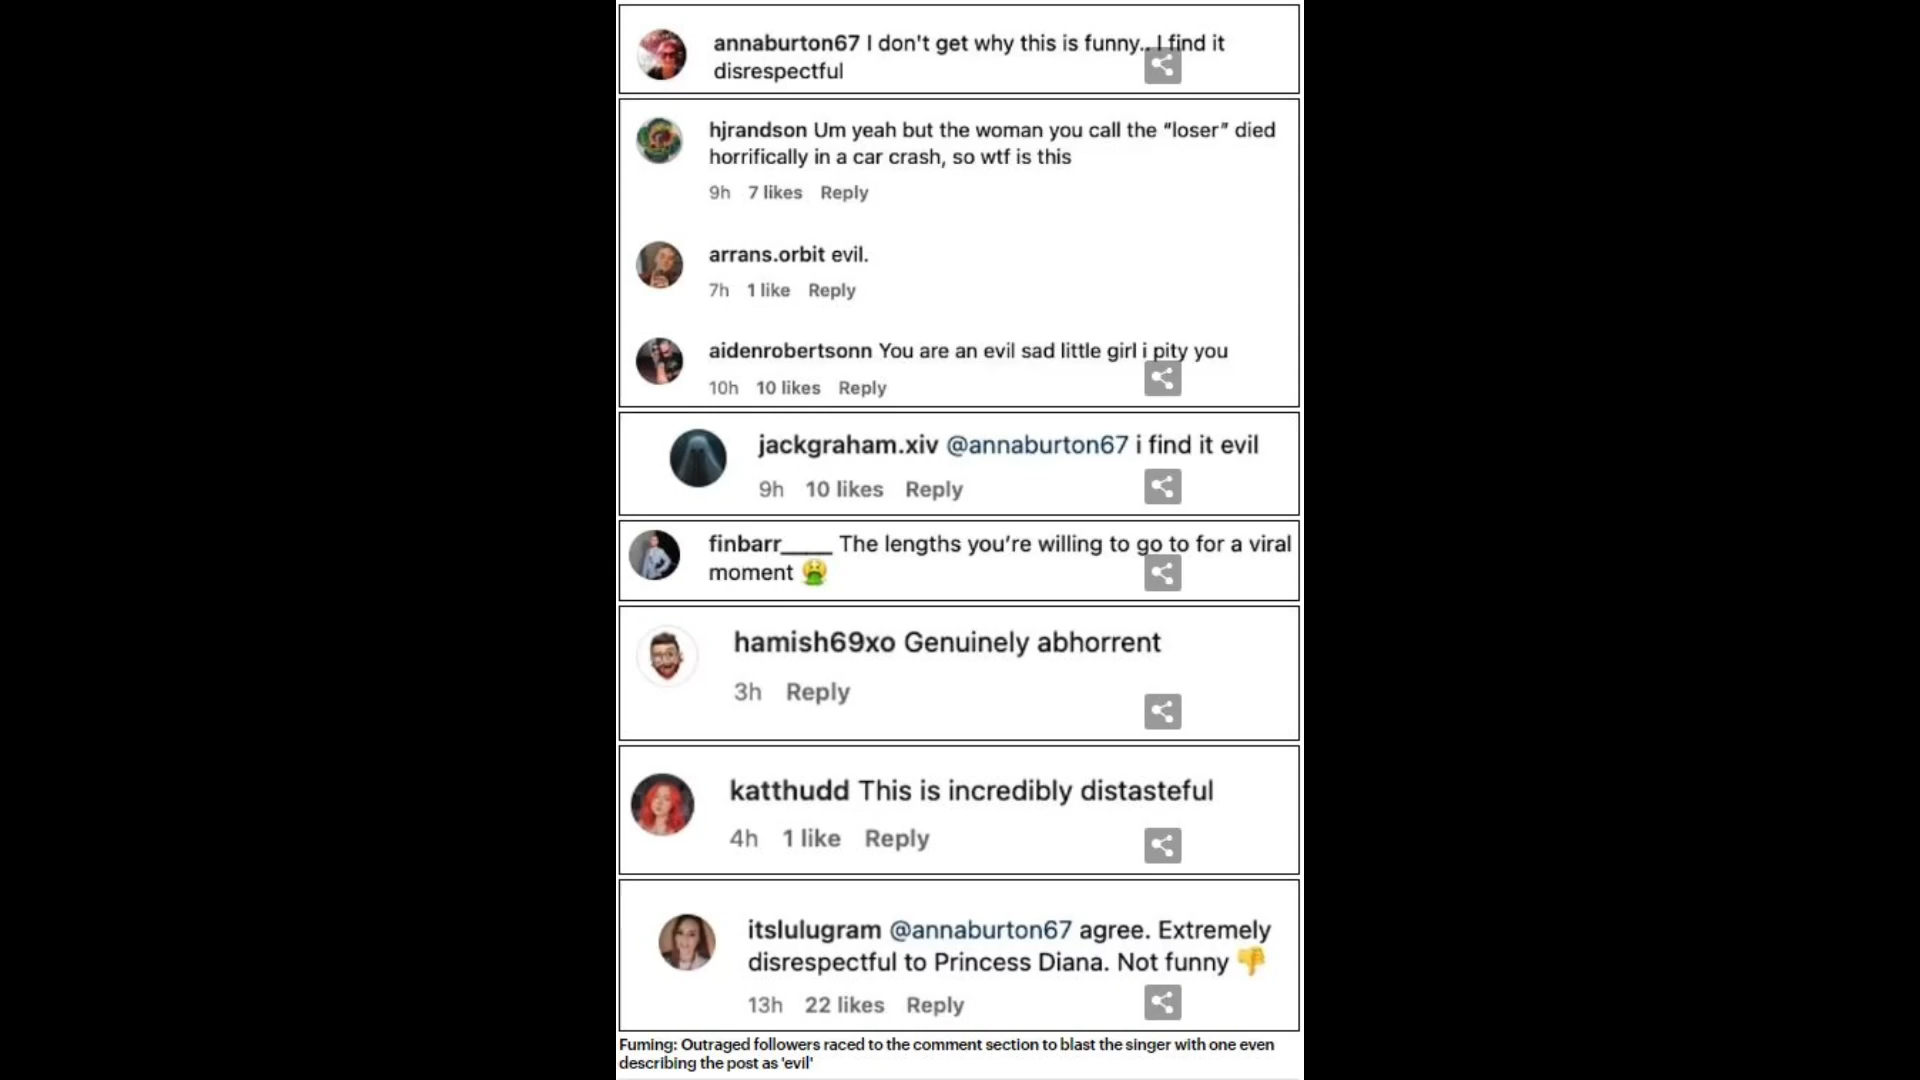 annaburton67 I don't get why this is funny.. I find it
disrespectful
hjrandson Um yeah but the woman you call the “loser” died
horrifically in a car crash, so wtf is this
9h 7 likes Reply
arrans.orbit evil.
7h 1 like Reply
aidenrobertsonn You are an evil sad little girl i pity you
10h 10 likes Reply
jackgraham.xiv @annaburton67 i find it evil
9h 10 likes Reply
finbarr_____ The lengths you’re willing to go to for a viral
moment 🤮
hamish69xo Genuinely abhorrent
3h Reply
katthudd This is incredibly distasteful
4h 1 like Reply
itslulugram @annaburton67 agree. Extremely
disrespectful to Princess Diana. Not funny 👎
13h 22 likes Reply
Fuming: Outraged followers raced to the comment section to blast the singer with one even
describing the post as 'evil'